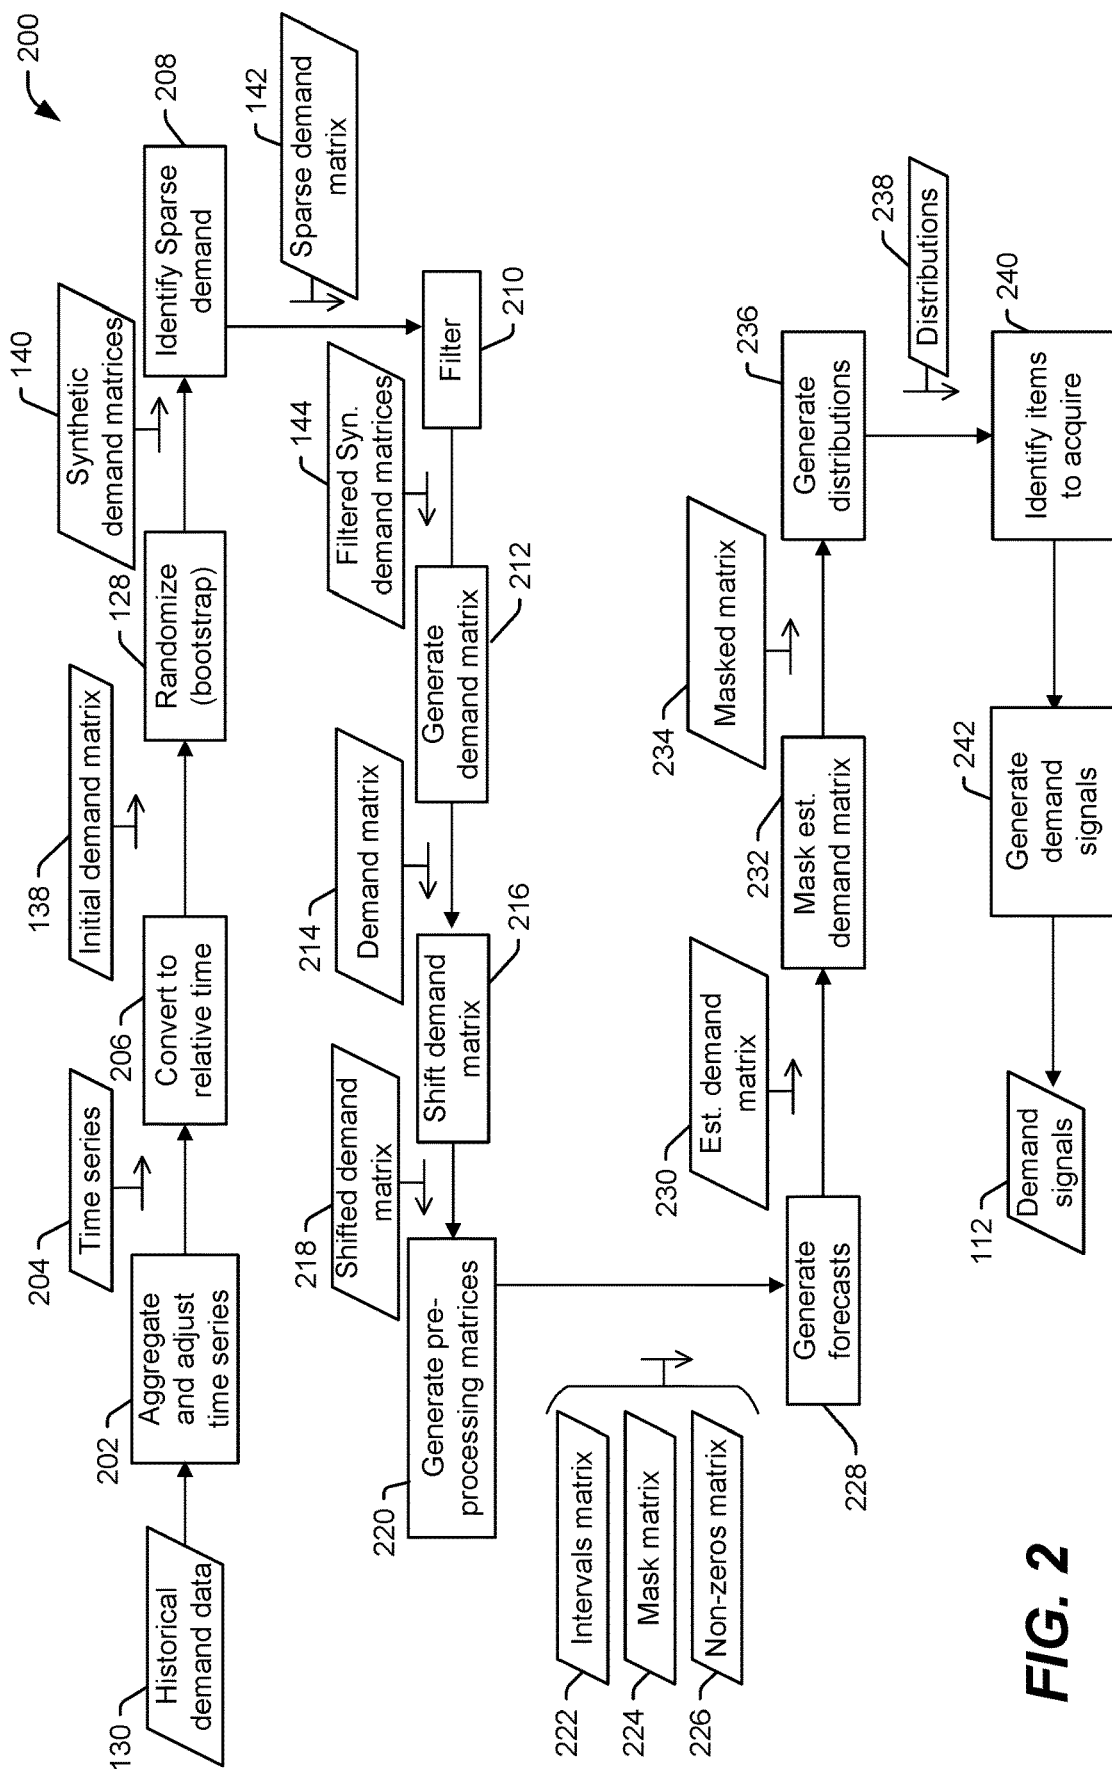 200
130
Historical
demand data
202
Aggregate
and adjust
time series
204
Time series
206
Convert to
relative time
138
Initial demand matrix
128
Randomize
(bootstrap)
140
Synthetic
demand matrices
Identify Sparse
demand
208
142
Sparse demand
matrix
Filter
210
144
Filtered Syn.
demand matrices
Generate
demand matrix
212
214
Demand matrix
Shift demand
matrix
216
218
Shifted demand
matrix
220
Generate pre-
processing matrices
222
Intervals matrix
224
Mask matrix
226
Non-zeros matrix
Generate
forecasts
228
230
Est. demand
matrix
232
Mask est.
demand matrix
234
Masked matrix
236
Generate
distributions
238
Distributions
240
Identify items
to acquire
242
Generate
demand
signals
112
Demand
signals
FIG. 2